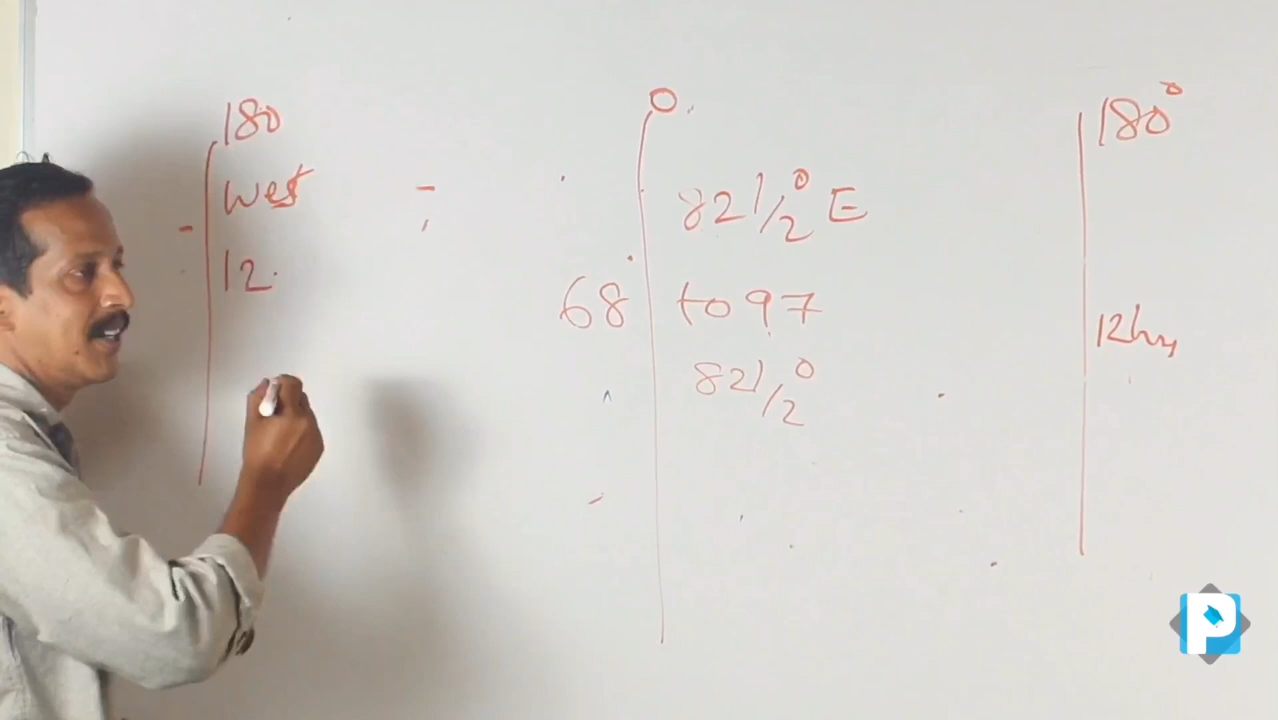 180
West
12.
0
82 1/2° E
68 to 97
82 1/2°
180°
12hrs
P